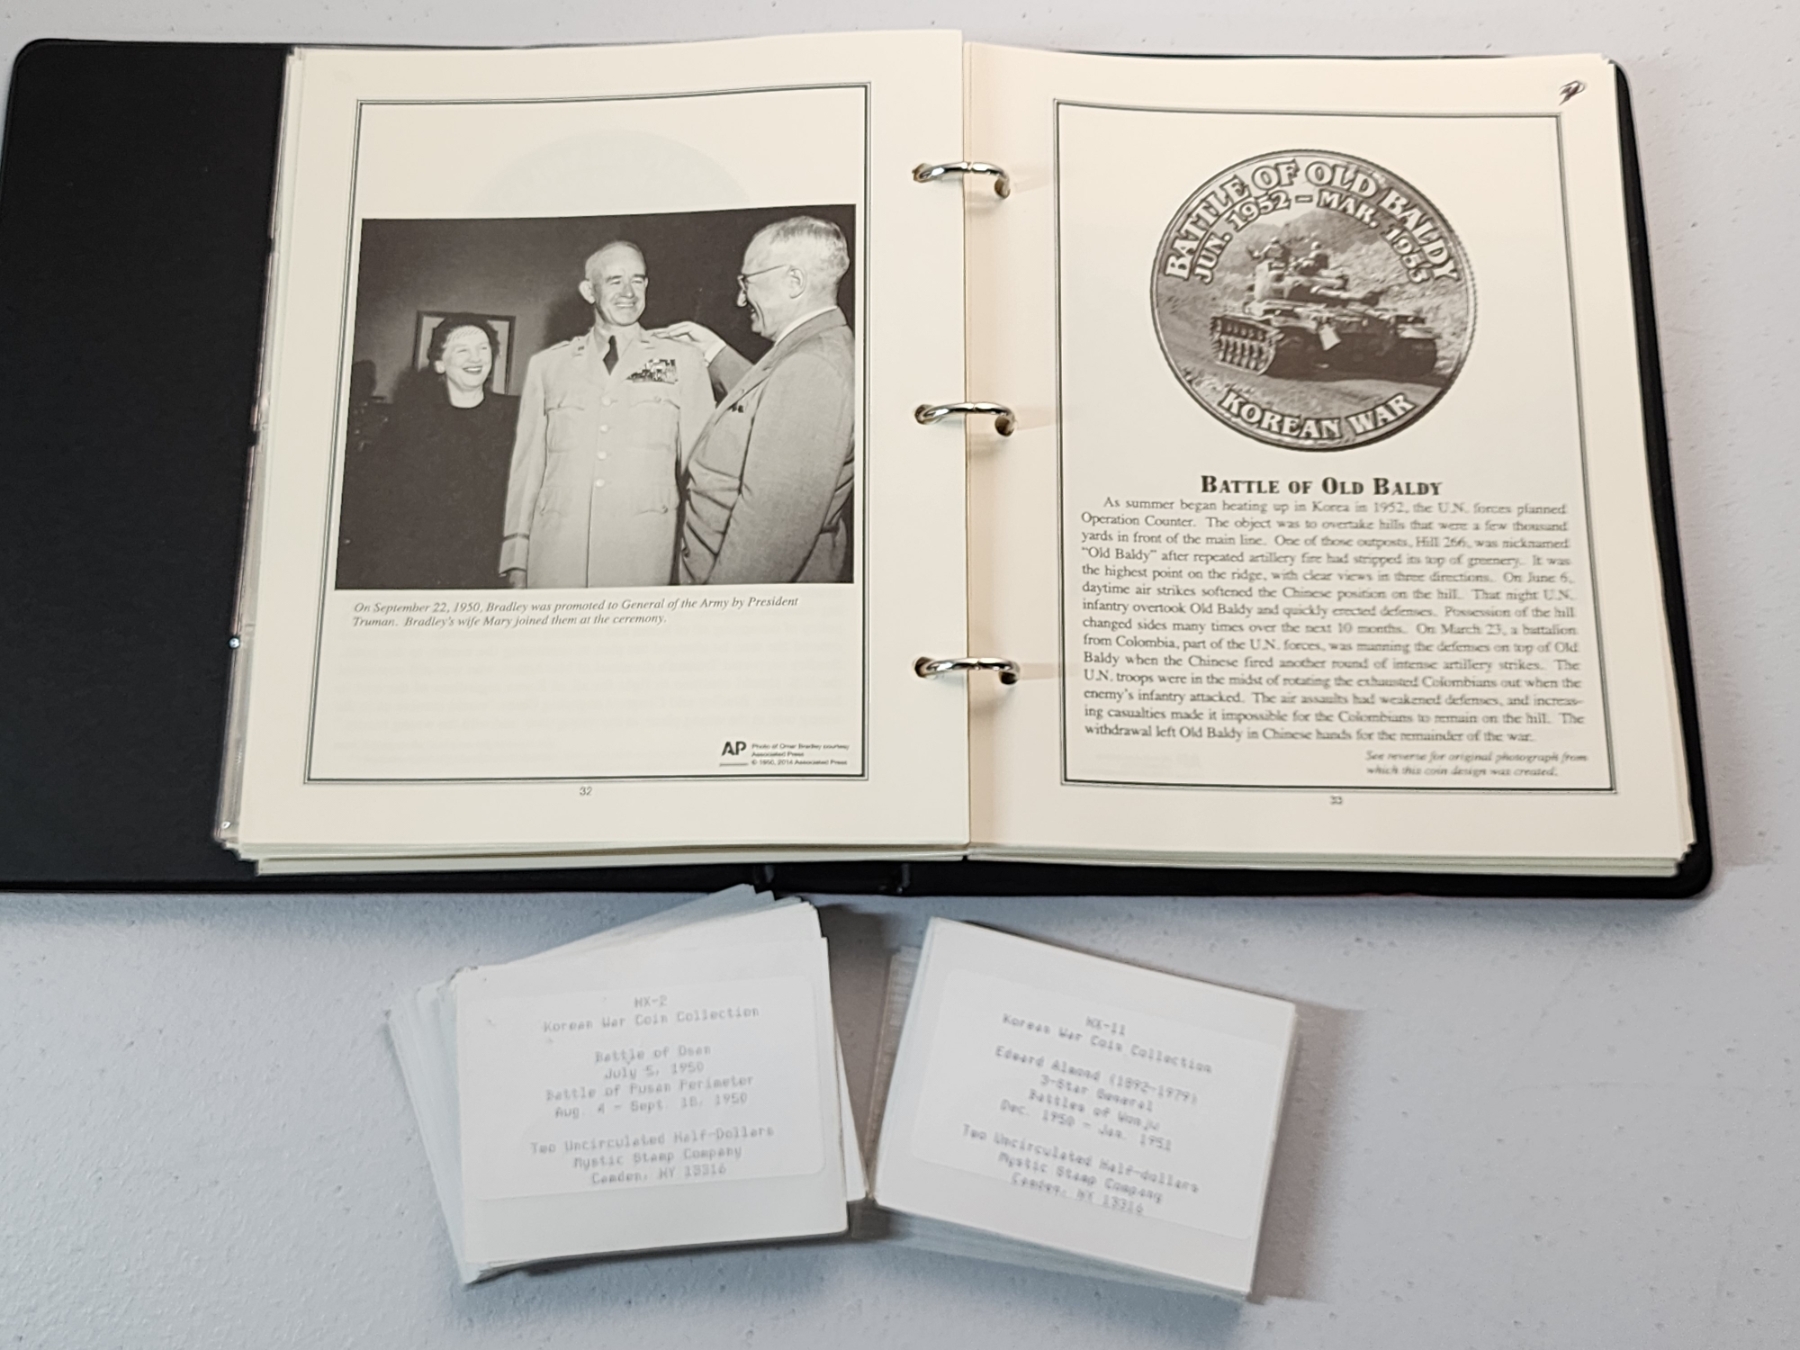 On September 22, 1950, Bradley was promoted to General of the Army by President
Truman. Bradley's wife Mary joined them at the ceremony.
AP
Photo of Omar Bradley courtesy
Associated Press
© 1950, 2014 Associated Press
32
BATTLE OF OLD BALDY
JUN. 1952 – MAR. 1953
KOREAN WAR
BATTLE OF OLD BALDY
As summer began heating up in Korea in 1952, the U.N. forces planned
Operation Counter. The object was to overtake hills that were a few thousand
yards in front of the main line. One of those outposts, Hill 266, was nicknamed
"Old Baldy" after repeated artillery fire had stripped its top of greenery. It was
the highest point on the ridge, with clear views in three directions. On June 6,
daytime air strikes softened the Chinese position on the hill. That night U.N.
infantry overtook Old Baldy and quickly erected defenses. Possession of the hill
changed sides many times over the next 10 months. On March 23, a battalion
from Colombia, part of the U.N. forces, was manning the defenses on top of Old
Baldy when the Chinese fired another round of intense artillery strikes. The
U.N. troops were in the midst of rotating the exhausted Colombians out when the
enemy's infantry attacked. The air assaults had weakened defenses, and increas-
ing casualties made it impossible for the Colombians to remain on the hill. The
withdrawal left Old Baldy in Chinese hands for the remainder of the war.
See reverse for original photograph from
which this coin design was created.
33
Korean War Coin Collection
Battle of Osan
July 5, 1950
Battle of Pusan Perimeter
Aug. 4 - Sept. 18, 1950
Two Uncirculated Half-Dollars
Mystic Stamp Company
Camden, NY 13316
Korean War Coin Collection
Edward Almond (1892-1979)
3-Star General
Battles of Wonju
Dec. 1950 - Jan. 1951
Two Uncirculated Half-dollars
Mystic Stamp Company
Camden, NY 13316